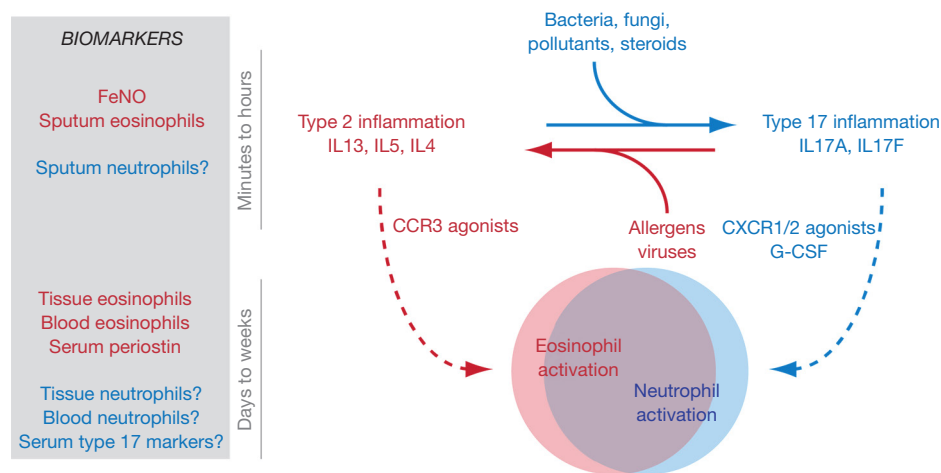 BIOMARKERS
FeNO
Sputum eosinophils
Sputum neutrophils?
Tissue eosinophils
Blood eosinophils
Serum periostin
Tissue neutrophils?
Blood neutrophils?
Serum type 17 markers?
Minutes to hours
Days to weeks
Bacteria, fungi,
pollutants, steroids
Type 2 inflammation
IL13, IL5, IL4
Type 17 inflammation
IL17A, IL17F
CCR3 agonists
Allergens
viruses
CXCR1/2 agonists
G-CSF
Eosinophil
activation
Neutrophil
activation